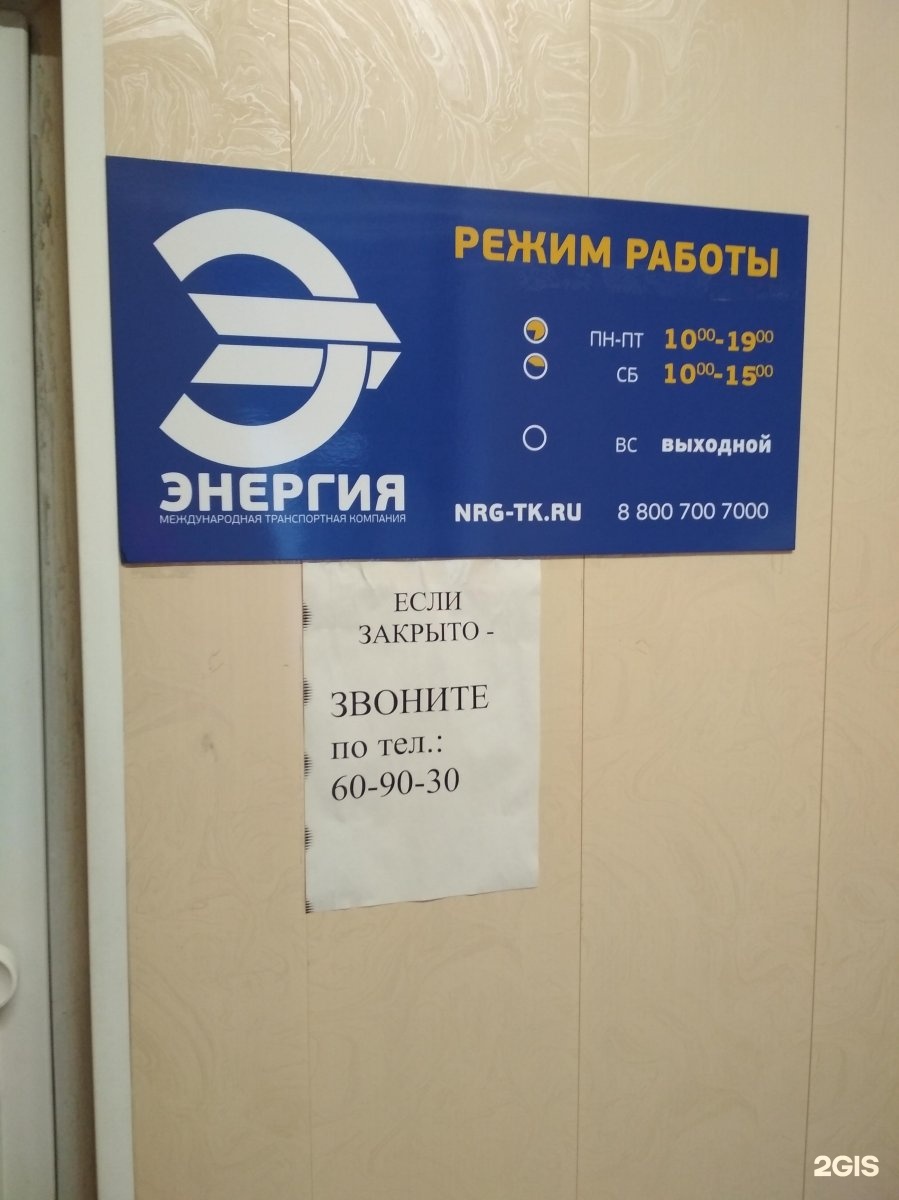 РЕЖИМ РАБОТЫ
ПН-ПТ 10⁰⁰-19⁰⁰
СБ 10⁰⁰-15⁰⁰
ВС выходной
NRG-TK.RU 8 800 700 7000
ЭНЕРГИЯ
МЕЖДУНАРОДНАЯ ТРАНСПОРТНАЯ КОМПАНИЯ
ЕСЛИ
ЗАКРЫТО -
ЗВОНИТЕ
по тел.:
60-90-30
2GIS